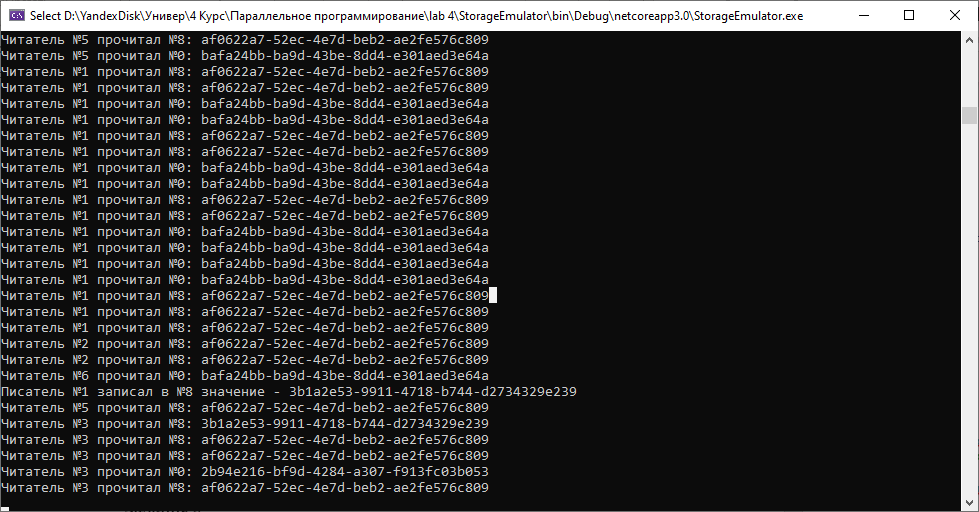 Select D:\YandexDisk\Универ\4 Курс\Параллельное программирование\lab 4\StorageEmulator\bin\Debug\netcoreapp3.0\StorageEmulator.exe
Читатель №5 прочитал №8: af0622a7-52ec-4e7d-beb2-ae2fe576c809
Читатель №5 прочитал №0: bafa24bb-ba9d-43be-8dd4-e301aed3e64a
Читатель №1 прочитал №8: af0622a7-52ec-4e7d-beb2-ae2fe576c809
Читатель №1 прочитал №8: af0622a7-52ec-4e7d-beb2-ae2fe576c809
Читатель №1 прочитал №0: bafa24bb-ba9d-43be-8dd4-e301aed3e64a
Читатель №1 прочитал №0: bafa24bb-ba9d-43be-8dd4-e301aed3e64a
Читатель №1 прочитал №8: af0622a7-52ec-4e7d-beb2-ae2fe576c809
Читатель №1 прочитал №8: af0622a7-52ec-4e7d-beb2-ae2fe576c809
Читатель №1 прочитал №0: bafa24bb-ba9d-43be-8dd4-e301aed3e64a
Читатель №1 прочитал №0: bafa24bb-ba9d-43be-8dd4-e301aed3e64a
Читатель №1 прочитал №8: af0622a7-52ec-4e7d-beb2-ae2fe576c809
Читатель №1 прочитал №8: af0622a7-52ec-4e7d-beb2-ae2fe576c809
Читатель №1 прочитал №0: bafa24bb-ba9d-43be-8dd4-e301aed3e64a
Читатель №1 прочитал №0: bafa24bb-ba9d-43be-8dd4-e301aed3e64a
Читатель №1 прочитал №0: bafa24bb-ba9d-43be-8dd4-e301aed3e64a
Читатель №1 прочитал №0: bafa24bb-ba9d-43be-8dd4-e301aed3e64a
Читатель №1 прочитал №8: af0622a7-52ec-4e7d-beb2-ae2fe576c809
Читатель №1 прочитал №8: af0622a7-52ec-4e7d-beb2-ae2fe576c809
Читатель №1 прочитал №8: af0622a7-52ec-4e7d-beb2-ae2fe576c809
Читатель №2 прочитал №8: af0622a7-52ec-4e7d-beb2-ae2fe576c809
Читатель №2 прочитал №8: af0622a7-52ec-4e7d-beb2-ae2fe576c809
Читатель №6 прочитал №0: bafa24bb-ba9d-43be-8dd4-e301aed3e64a
Писатель №1 записал в №8 значение - 3b1a2e53-9911-4718-b744-d2734329e239
Читатель №5 прочитал №8: af0622a7-52ec-4e7d-beb2-ae2fe576c809
Читатель №3 прочитал №8: 3b1a2e53-9911-4718-b744-d2734329e239
Читатель №3 прочитал №8: af0622a7-52ec-4e7d-beb2-ae2fe576c809
Читатель №3 прочитал №8: af0622a7-52ec-4e7d-beb2-ae2fe576c809
Читатель №3 прочитал №0: 2b94e216-bf9d-4284-a307-f913fc03b053
Читатель №3 прочитал №8: af0622a7-52ec-4e7d-beb2-ae2fe576c809